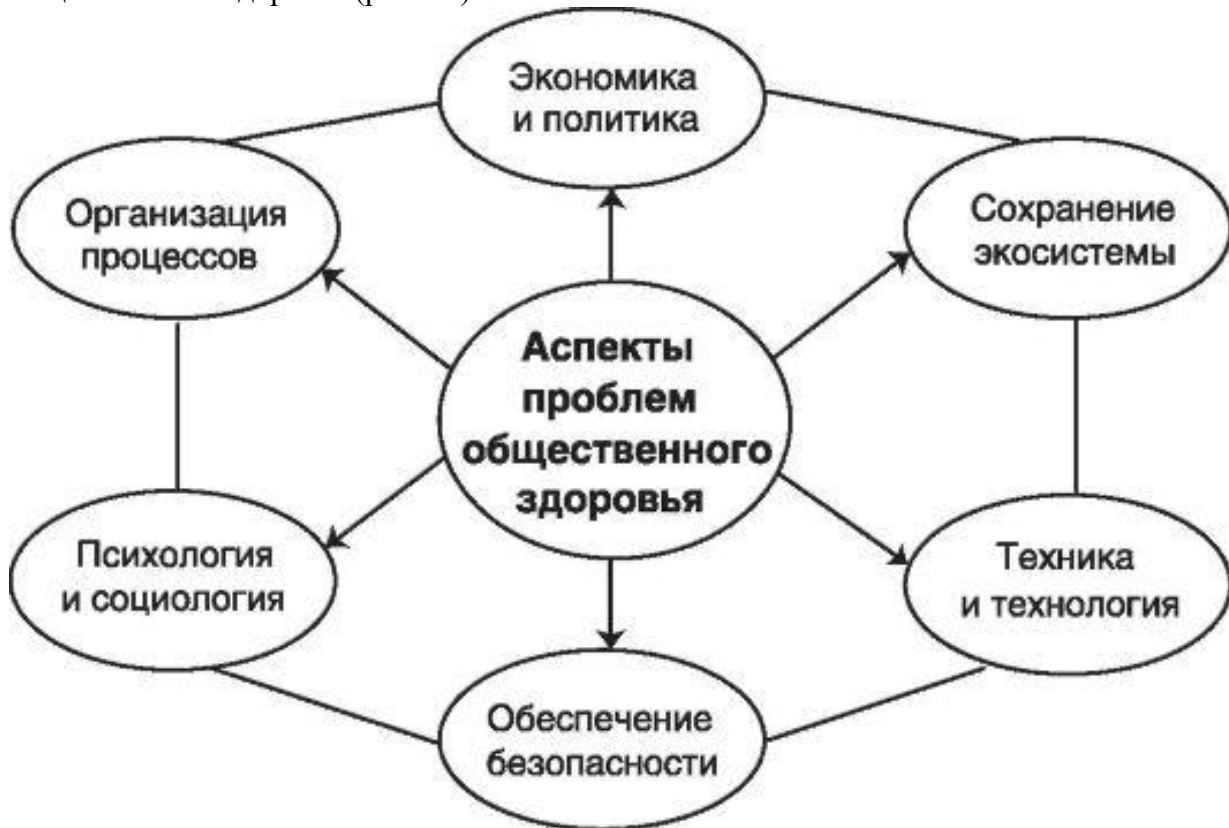 Экономика
и политика
Организация
процессов
Сохранение
экосистемы
Аспекты
проблем
общественного
здоровья
Психология
и социология
Техника
и технология
Обеспечение
безопасности